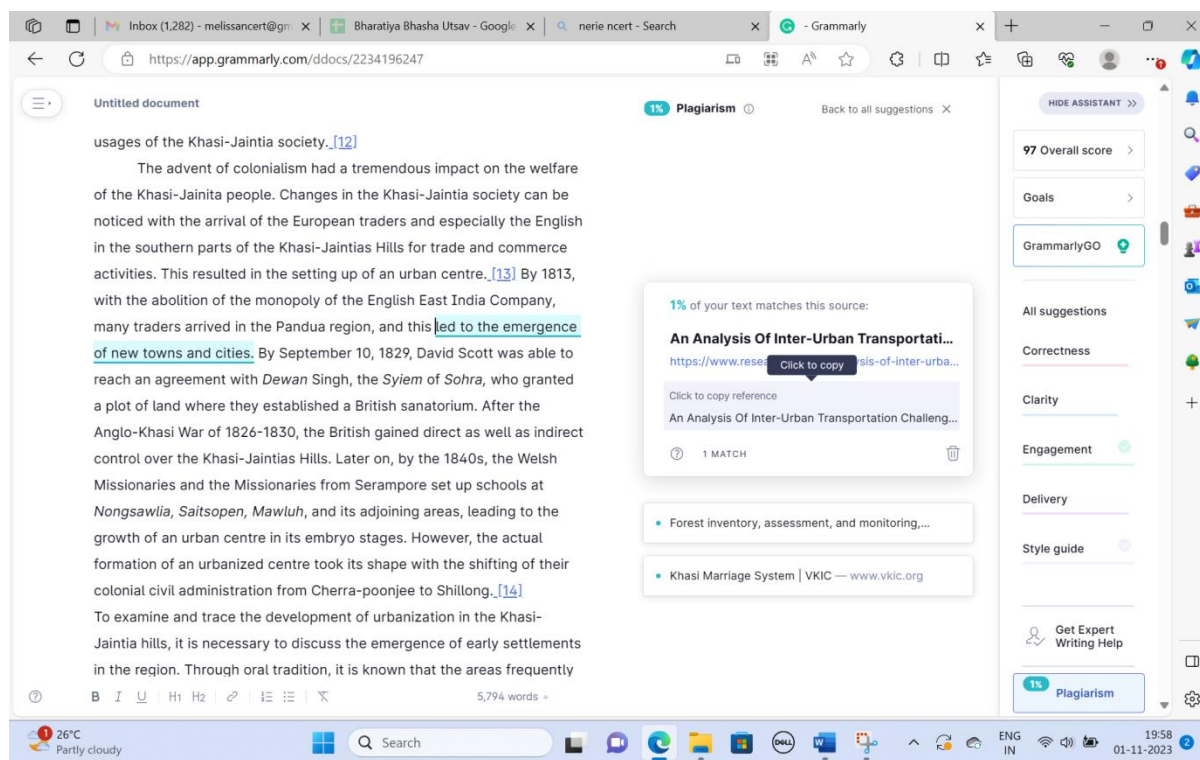 Inbox (1,282) - melissancert@gm
Bharatiya Bhasha Utsav - Google
nerie ncert - Search
- Grammarly
https://app.grammarly.com/ddocs/2234196247
Untitled document
1% Plagiarism
Back to all suggestions
HIDE ASSISTANT
usages of the Khasi-Jaintia society. [12]
The advent of colonialism had a tremendous impact on the welfare
of the Khasi-Jainita people. Changes in the Khasi-Jaintia society can be
noticed with the arrival of the European traders and especially the English
in the southern parts of the Khasi-Jaintias Hills for trade and commerce
activities. This resulted in the setting up of an urban centre. [13] By 1813,
with the abolition of the monopoly of the English East India Company,
many traders arrived in the Pandua region, and this led to the emergence
of new towns and cities. By September 10, 1829, David Scott was able to
reach an agreement with Dewan Singh, the Syiem of Sohra, who granted
a plot of land where they established a British sanatorium. After the
Anglo-Khasi War of 1826-1830, the British gained direct as well as indirect
control over the Khasi-Jaintias Hills. Later on, by the 1840s, the Welsh
Missionaries and the Missionaries from Serampore set up schools at
Nongsawlia, Saitsopen, Mawluh, and its adjoining areas, leading to the
growth of an urban centre in its embryo stages. However, the actual
formation of an urbanized centre took its shape with the shifting of their
colonial civil administration from Cherra-poonjee to Shillong. [14]
To examine and trace the development of urbanization in the Khasi-
Jaintia hills, it is necessary to discuss the emergence of early settlements
in the region. Through oral tradition, it is known that the areas frequently
B I U H1 H2
5,794 words
1% of your text matches this source:
An Analysis Of Inter-Urban Transportati...
https://www.resea
ysis-of-inter-urba...
Click to copy
Click to copy reference
An Analysis Of Inter-Urban Transportation Challeng...
1 MATCH
Forest inventory, assessment, and monitoring,...
Khasi Marriage System | VKIC — www.vkic.org
97 Overall score
Goals
GrammarlyGO
All suggestions
Correctness
Clarity
Engagement
Delivery
Style guide
Get Expert
Writing Help
1%
Plagiarism
1
26°C
Partly cloudy
Search
DELL
ENG
IN
19:58
01-11-2023
2